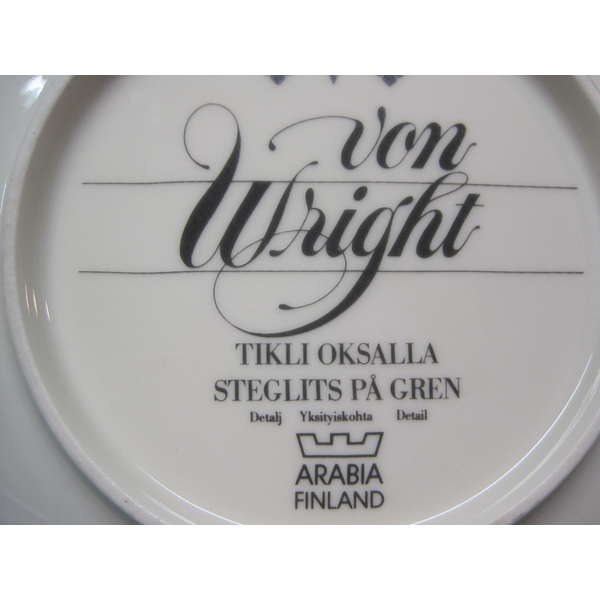 von
Wright
TIKLI OKSALLA
STEGLITS PÅ GREN
Detalj Yksityiskohta Detail
ARABIA
FINLAND